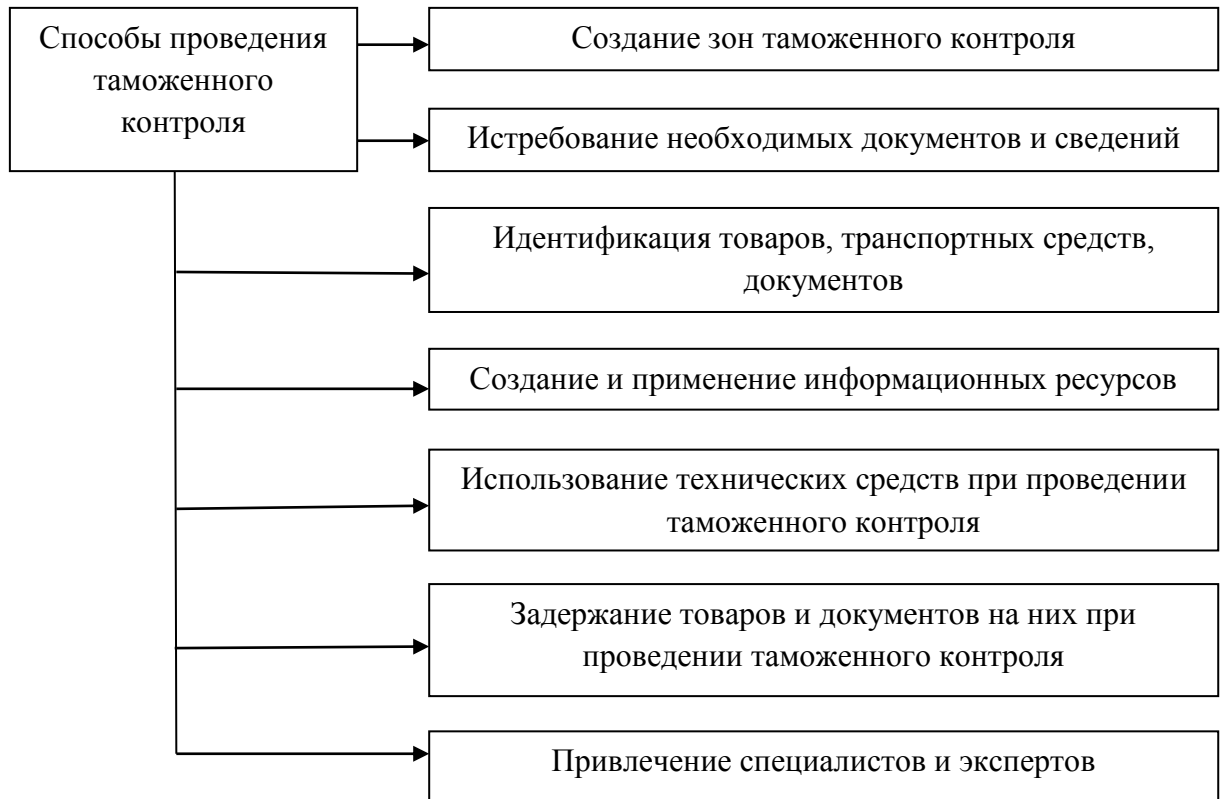 Способы проведения
таможенного
контроля
Создание зон таможенного контроля
Истребование необходимых документов и сведений
Идентификация товаров, транспортных средств,
документов
Создание и применение информационных ресурсов
Использование технических средств при проведении
таможенного контроля
Задержание товаров и документов на них при
проведении таможенного контроля
Привлечение специалистов и экспертов